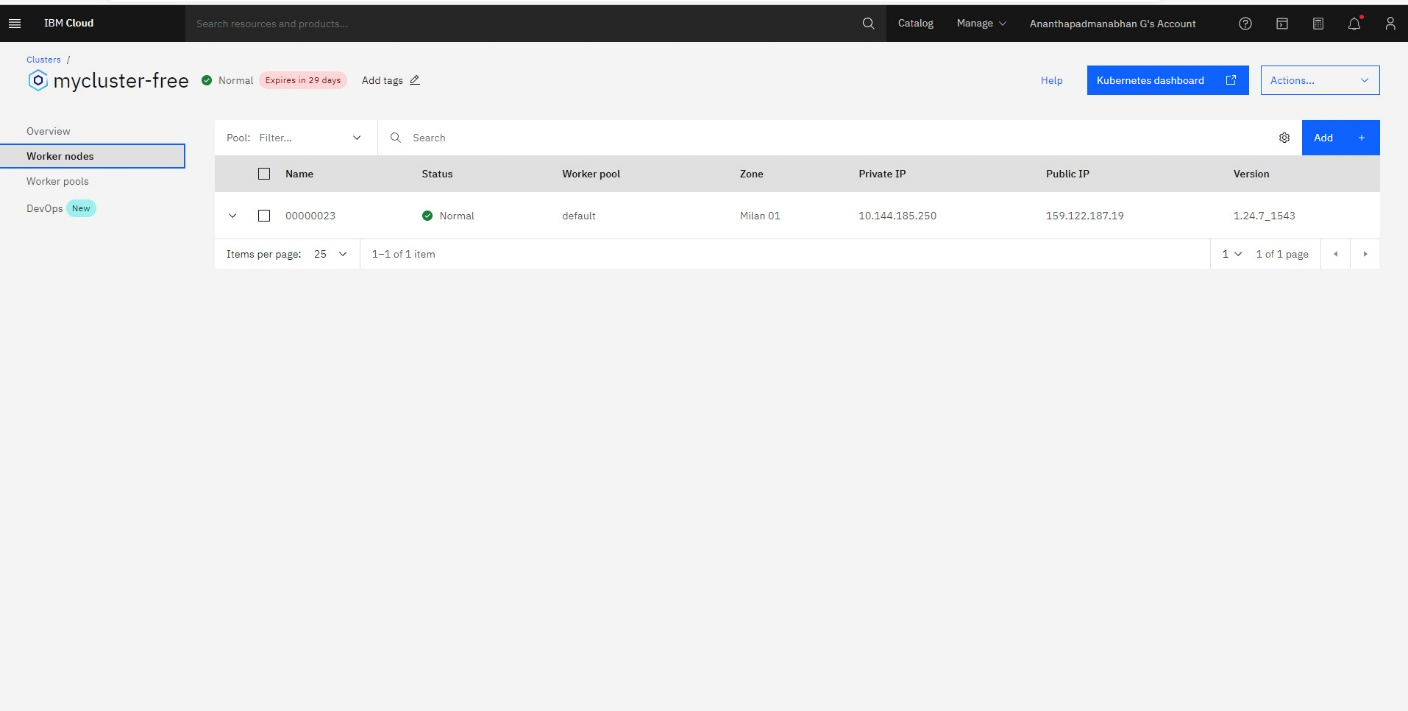 IBM Cloud Search resources and products... Catalog Manage Ananthapadmanabhan G's Account
Clusters /
mycluster-free Normal Expires in 29 days Add tags Help Kubernetes dashboard Actions...
Overview
Worker nodes
Worker pools
DevOps New
Pool: Filter... Search Add +
Name Status Worker pool Zone Private IP Public IP Version
00000023 Normal default Milan 01 10.144.185.250 159.122.187.19 1.24.7_1543
Items per page: 25 1–1 of 1 item 1 1 of 1 page